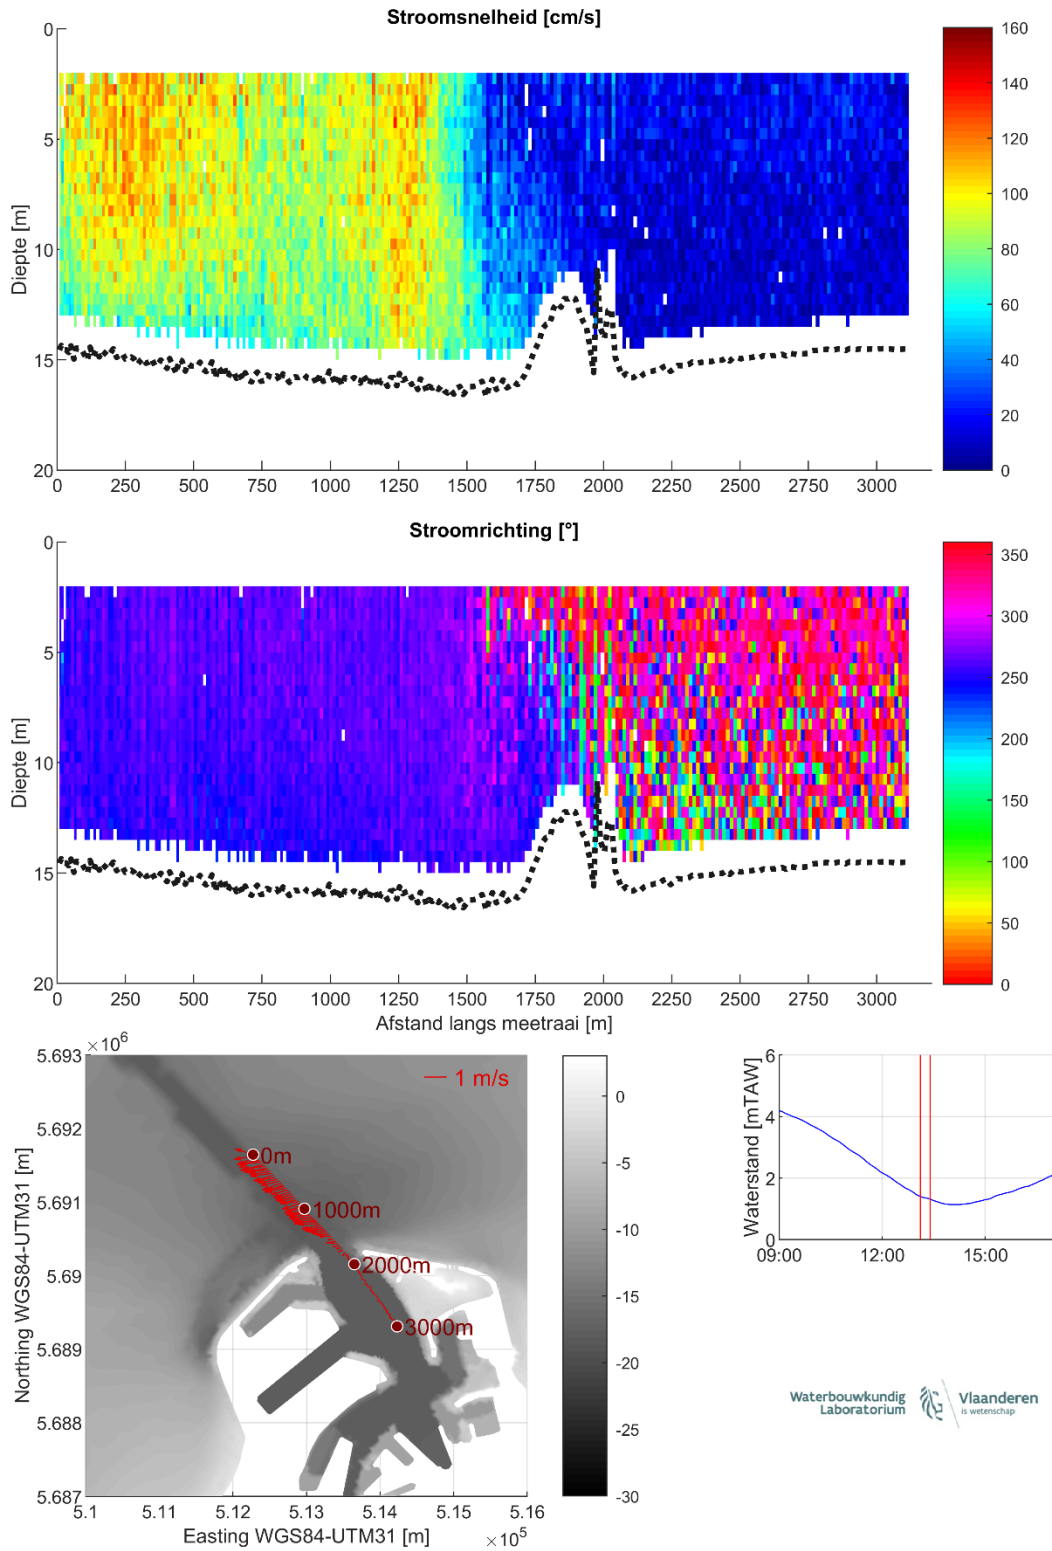 Stroomsnelheid [cm/s]
0
5
10
15
20
Diepte [m]
0 250 500 750 1000 1250 1500 1750 2000 2250 2500 2750 3000
160
140
120
100
80
60
40
20
0
Stroomrichting [°]
0
5
10
15
20
Diepte [m]
0 250 500 750 1000 1250 1500 1750 2000 2250 2500 2750 3000
Afstand langs meetraai [m]
350
300
250
200
150
100
50
0
×10⁶
5.693
5.692
5.691
5.69
5.689
5.688
5.687
Northing WGS84-UTM31 [m]
1 m/s
0m
1000m
2000m
3000m
5.1 5.11 5.12 5.13 5.14 5.15 5.16
Easting WGS84-UTM31 [m]
×10⁵
0
-5
-10
-15
-20
-25
-30
Waterstand [mTAW]
6
4
2
0
09:00 12:00 15:00
Waterbouwkundig
Laboratorium
Vlaanderen
is wetenschap